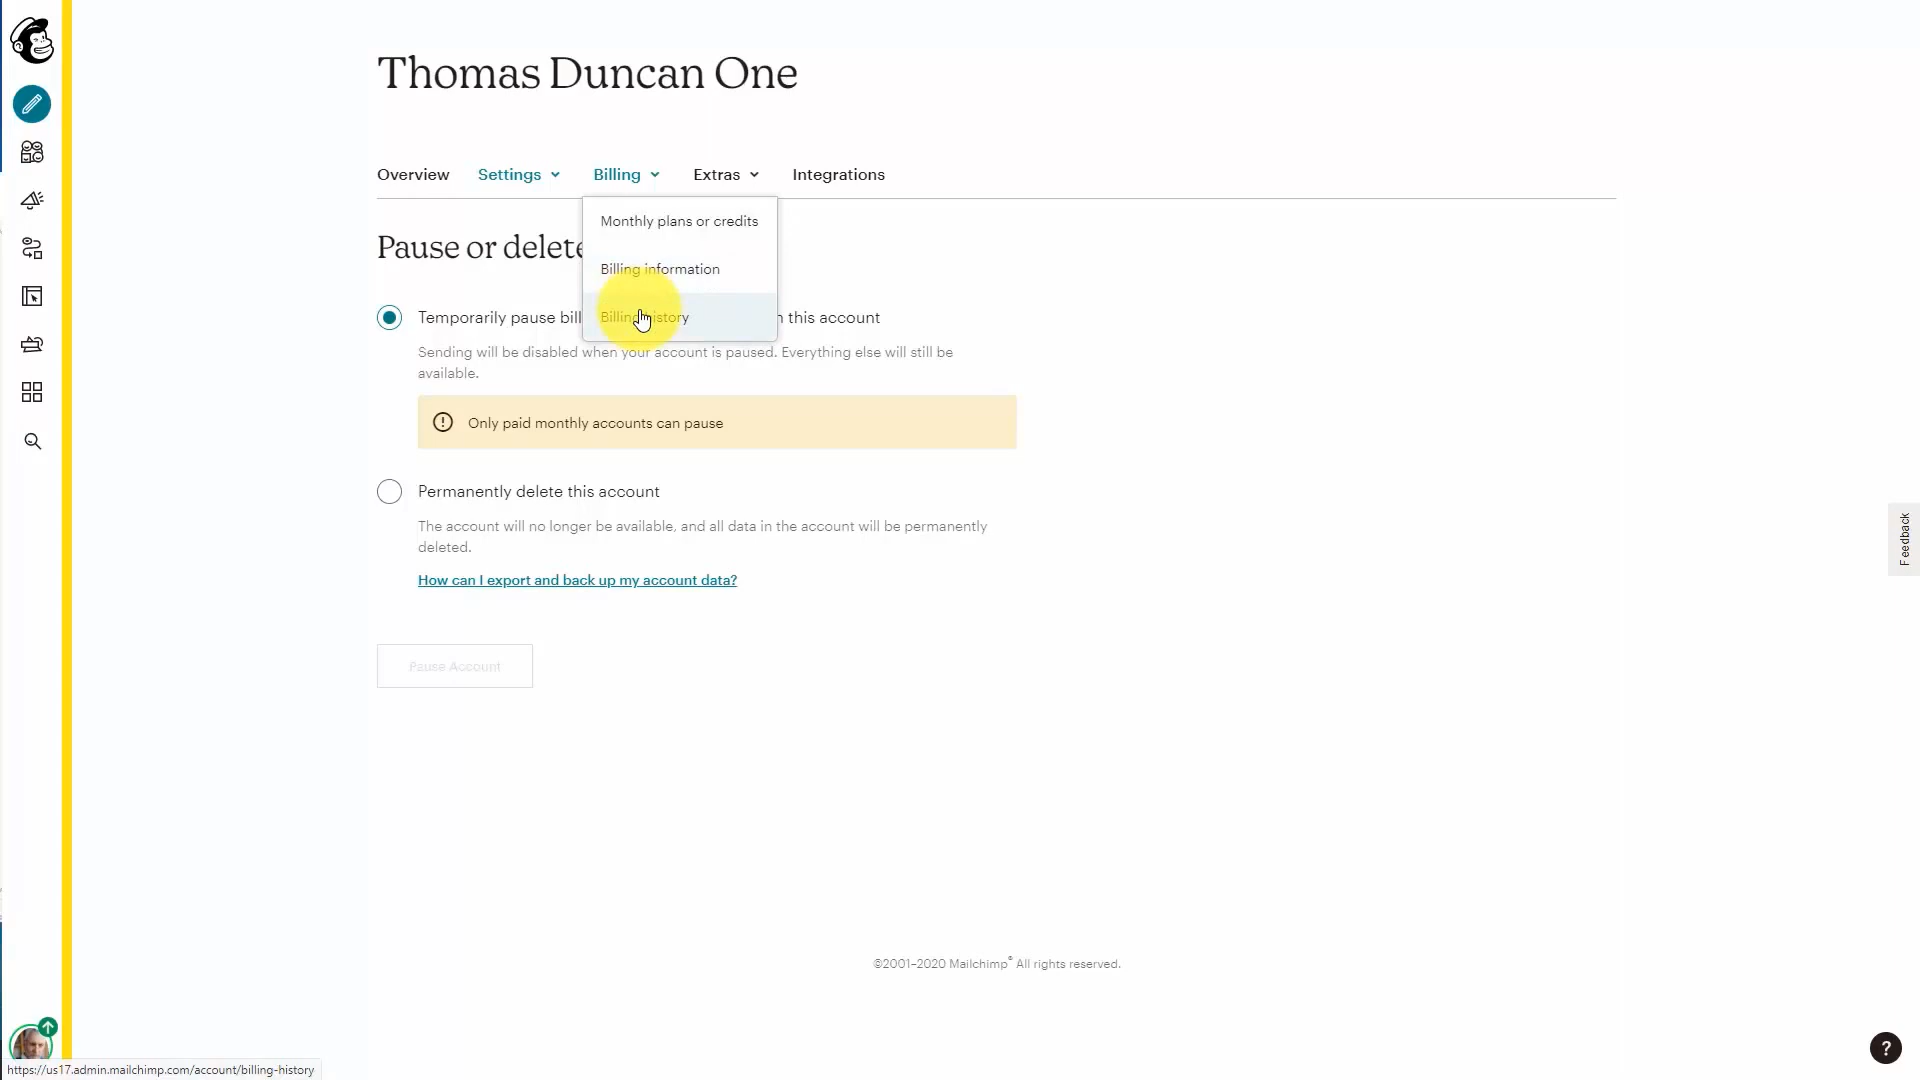 Thomas Duncan One
Overview Settings Billing Extras Integrations
Monthly plans or credits
Pause or delete
Billing information
Temporarily pause bill
Billing history
this account
Sending will be disabled when your account is paused. Everything else will still be
available.
Only paid monthly accounts can pause
Permanently delete this account
The account will no longer be available, and all data in the account will be permanently
deleted.
How can I export and back up my account data?
Feedback
Pause Account
©2001–2020 Mailchimp® All rights reserved.
?
https://us17.admin.mailchimp.com/account/billing-history